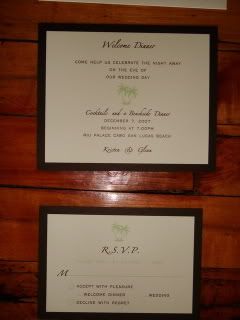 Welcome Dinner
COME HELP US CELEBRATE THE NIGHT AWAY
ON THE EVE OF
OUR WEDDING DAY
Cocktails and a Beachside Dinner
DECEMBER 7, 2007
BEGINNING AT 7:00PM
RIU PALACE CABO SAN LUCAS BEACH
Kristen & Glenn
R.S.V.P.
M
ACCEPT WITH PLEASURE
... WELCOME DINNER ... WEDDING
DECLINE WITH REGRET